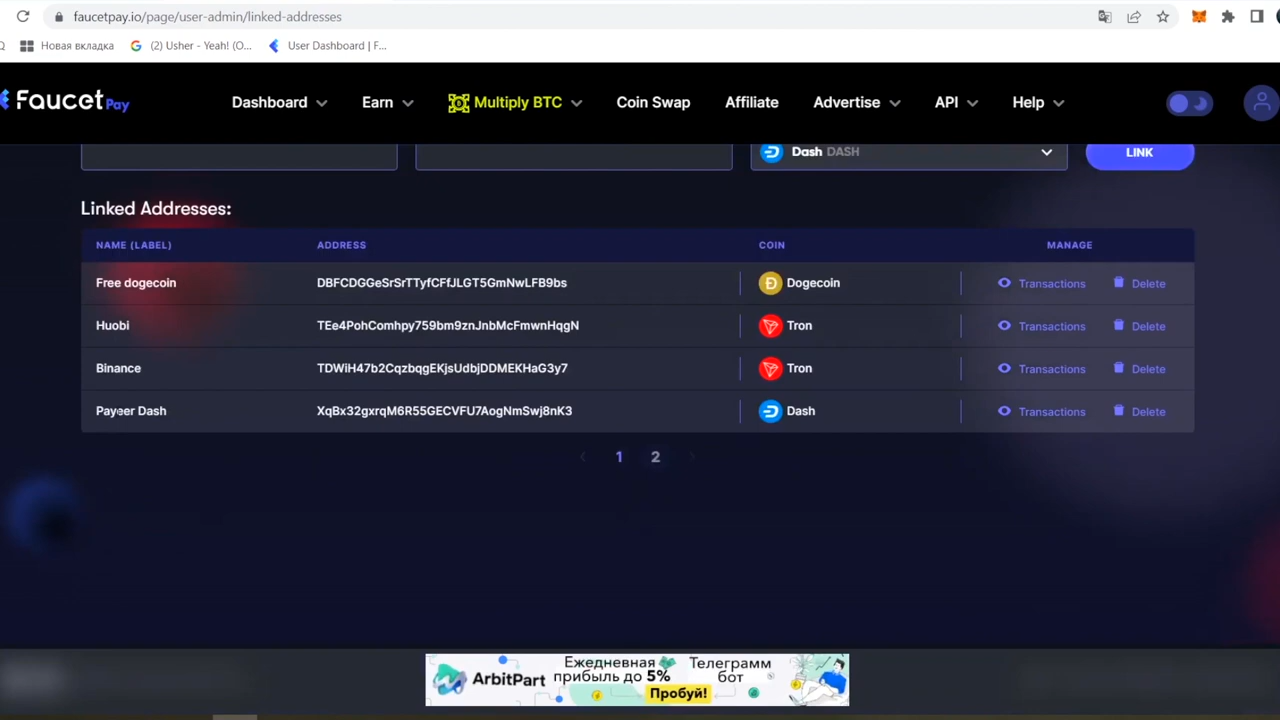 faucetpay.io/page/user-admin/linked-addresses
Новая вкладка
(2) Usher - Yeah! (O...
User Dashboard | F...
FaucetPay
Dashboard
Earn
Multiply BTC
Coin Swap
Affiliate
Advertise
API
Help
Dash DASH
LINK
Linked Addresses:
NAME (LABEL) ADDRESS COIN MANAGE
Free dogecoin DBFCDGGeSrSrTTyfCFfJLGT5GmNwLFB9bs Dogecoin Transactions Delete
Huobi TEe4PohComhpy759bm9znJnbMcFmwnHqgN Tron Transactions Delete
Binance TDWiH47b2CqzbqgEKjsUdbjDDMEKHaG3y7 Tron Transactions Delete
Payeer Dash XqBx32gxrqM6R55GECVFU7AogNmSwj8nK3 Dash Transactions Delete
1 2
ArbitPart
Ежедневная
прибыль до 5%
Телеграмм
бот
Пробуй!